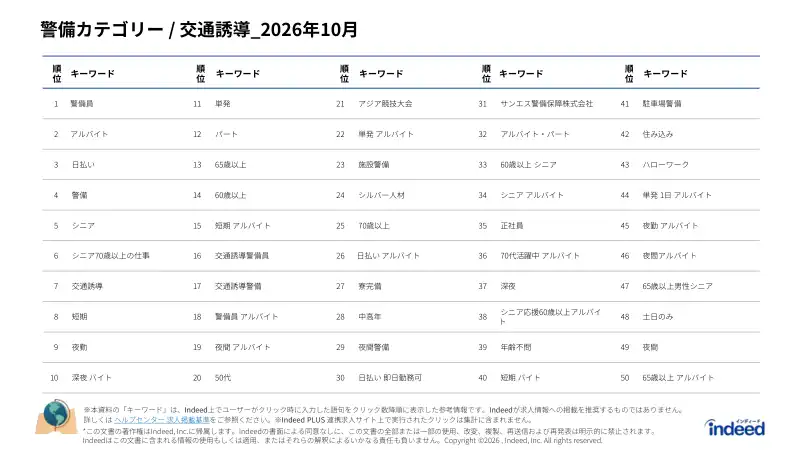 警備カテゴリー / 交通誘導_2026年10月
順位 キーワード 順位 キーワード 順位 キーワード 順位 キーワード 順位 キーワード
1 警備員 11 単発 21 アジア競技大会 31 サンエス警備保障株式会社 41 駐車場警備
2 アルバイト 12 パート 22 単発 アルバイト 32 アルバイト・パート 42 住み込み
3 日払い 13 65歳以上 23 施設警備 33 60歳以上 シニア 43 ハローワーク
4 警備 14 60歳以上 24 シルバー人材 34 シニア アルバイト 44 単発 1日 アルバイト
5 シニア 15 短期 アルバイト 25 70歳以上 35 正社員 45 夜勤 アルバイト
6 シニア70歳以上の仕事 16 交通誘導警備員 26 日払い アルバイト 36 70代活躍中 アルバイト 46 夜間アルバイト
7 交通誘導 17 交通誘導警備 27 寮完備 37 深夜 47 65歳以上男性シニア
8 短期 18 警備員 アルバイト 28 中高年 38 シニア応援60歳以上アルバイト 48 土日のみ
9 夜勤 19 夜間 アルバイト 29 夜間警備 39 年齢不問 49 夜間
10 深夜 バイト 20 50代 30 日払い 即日勤務可 40 短期 バイト 50 65歳以上 アルバイト
※本資料の「キーワード」は、Indeed上でユーザーがクリック時に入力した語句をクリック数降順に表示した参考情報です。Indeedが求人情報への掲載を推奨するものではありません。
詳しくは ヘルプセンター 求人掲載基準をご参照ください。※Indeed PLUS 連携求人サイト上で実行されたクリックは集計に含まれません。
*この文書の著作権はIndeed, Inc.に帰属します。Indeedの書面による同意なしに、この文書の全部または一部の使用、改変、複製、再送信および再発表は明示的に禁止されます。
Indeedはこの文書に含まれる情報の使用もしくは適用、またはそれらの解釈によるいかなる責任も負いません。Copyright ©2026 , Indeed, Inc. All rights reserved.
インディード
indeed